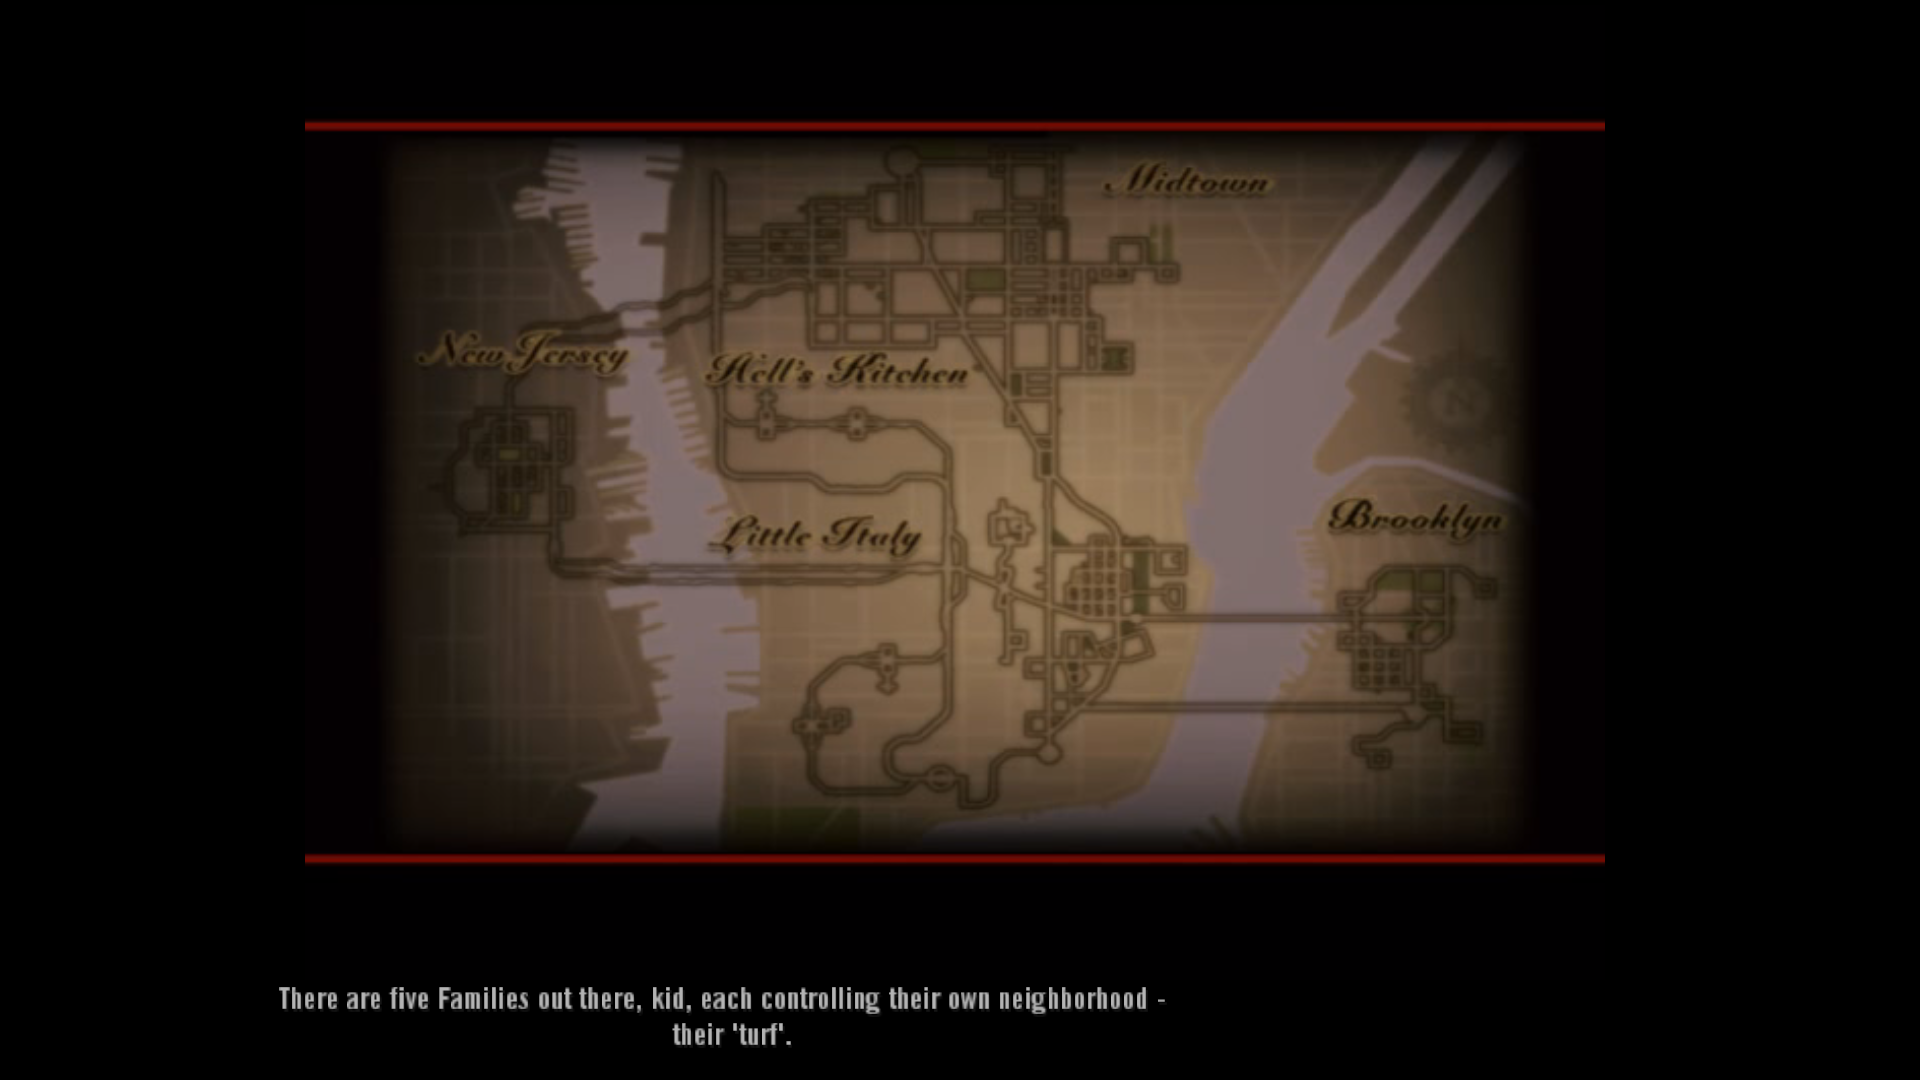 Midtown
New Jersey
Hell's Kitchen
Little Italy
Brooklyn
There are five Families out there, kid, each controlling their own neighborhood -
their 'turf'.